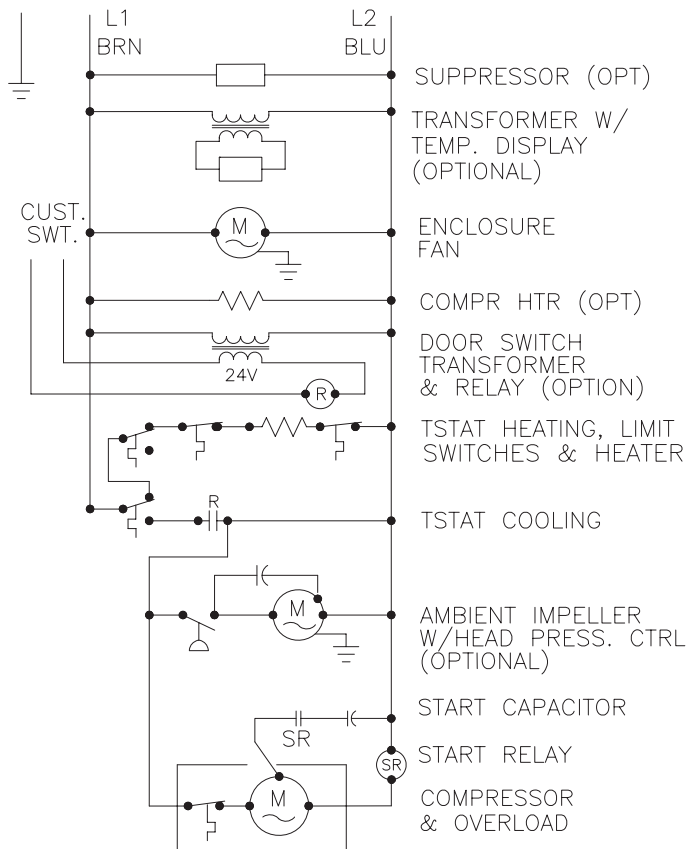 L1
BRN
L2
BLU
SUPPRESSOR (OPT)
TRANSFORMER W/
TEMP. DISPLAY
(OPTIONAL)
CUST.
SWT.
M
ENCLOSURE
FAN
COMPR HTR (OPT)
24V
R
DOOR SWITCH
TRANSFORMER
& RELAY (OPTION)
TSTAT HEATING, LIMIT
SWITCHES & HEATER
R
TSTAT COOLING
M
AMBIENT IMPELLER
W/HEAD PRESS. CTRL
(OPTIONAL)
SR
START CAPACITOR
SR
START RELAY
M
COMPRESSOR
& OVERLOAD